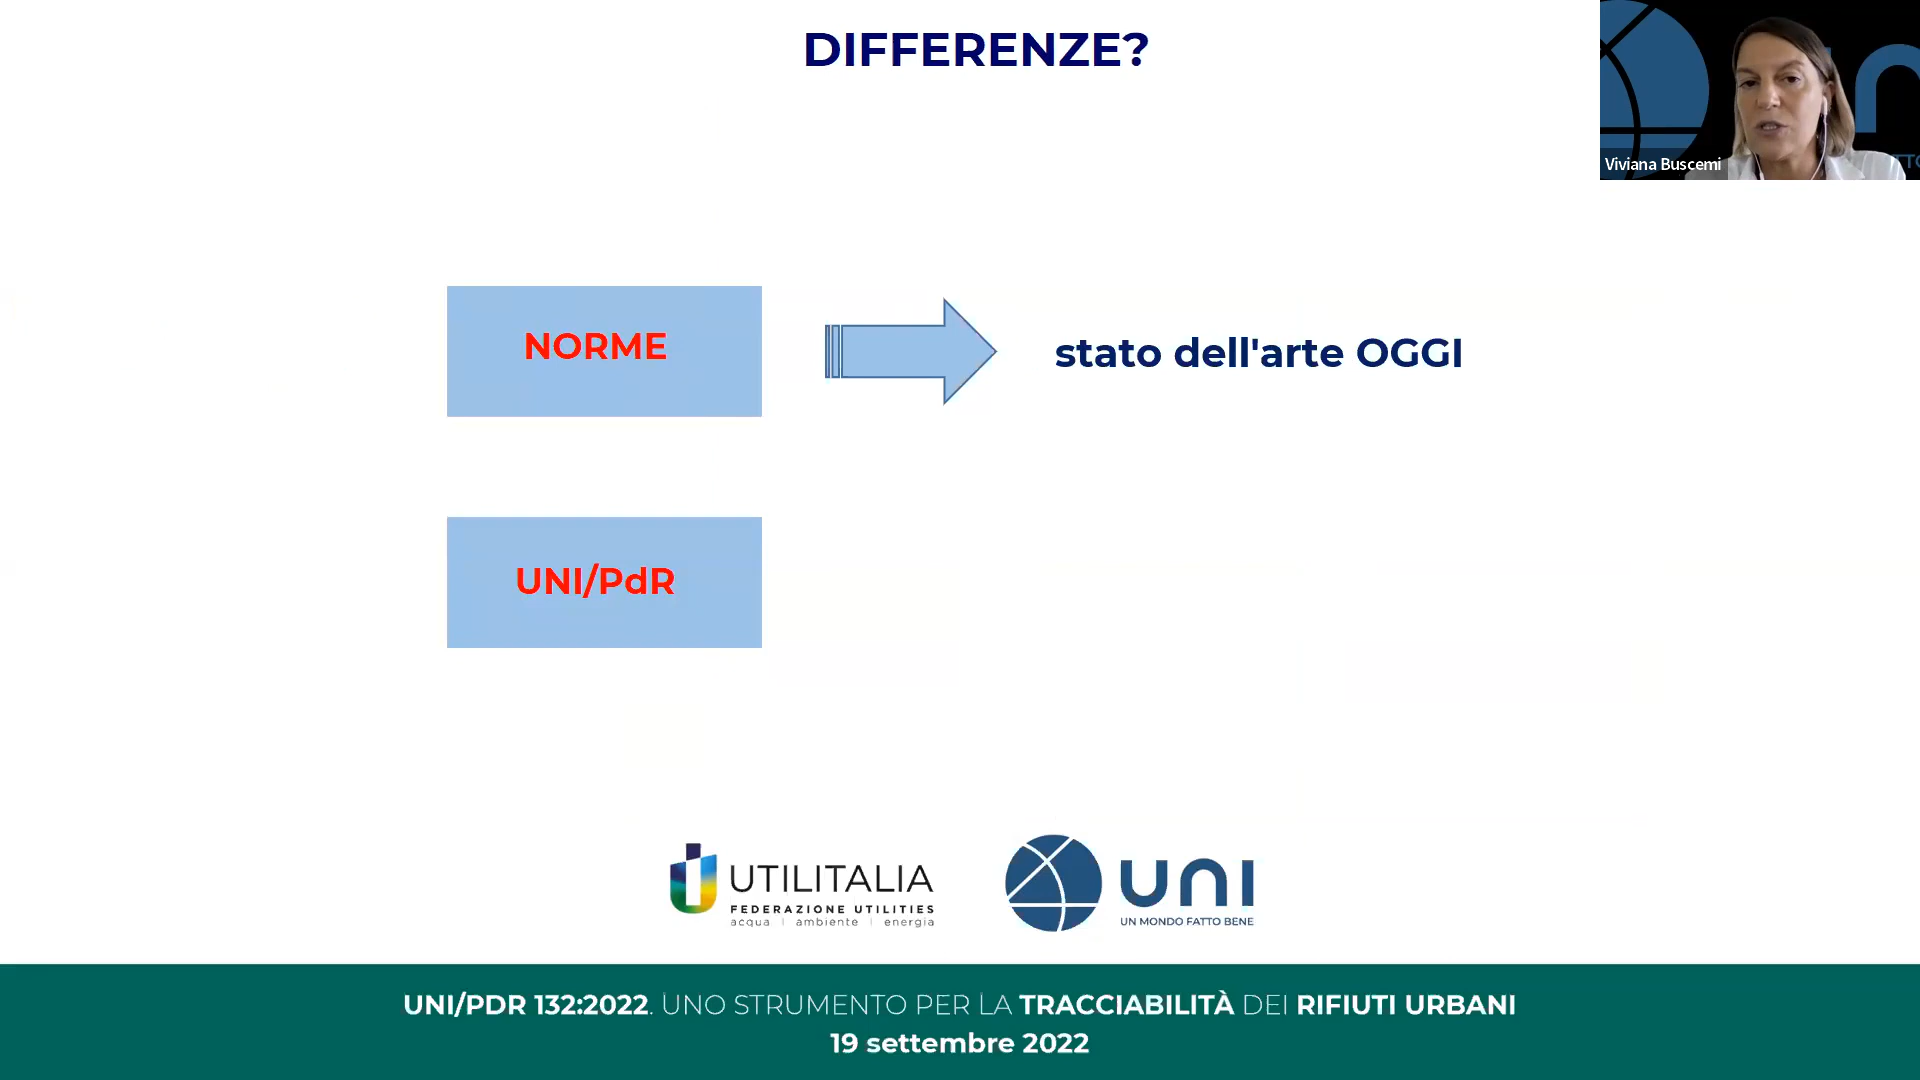 DIFFERENZE?
Viviana Buscemi
NORME
stato dell'arte OGGI
UNI/PdR
UTILITALIA
FEDERAZIONE UTILITIES
acqua | ambiente | energia
UNI
UN MONDO FATTO BENE
UNI/PDR 132:2022. UNO STRUMENTO PER LA TRACCIABILITÀ DEI RIFIUTI URBANI
19 settembre 2022